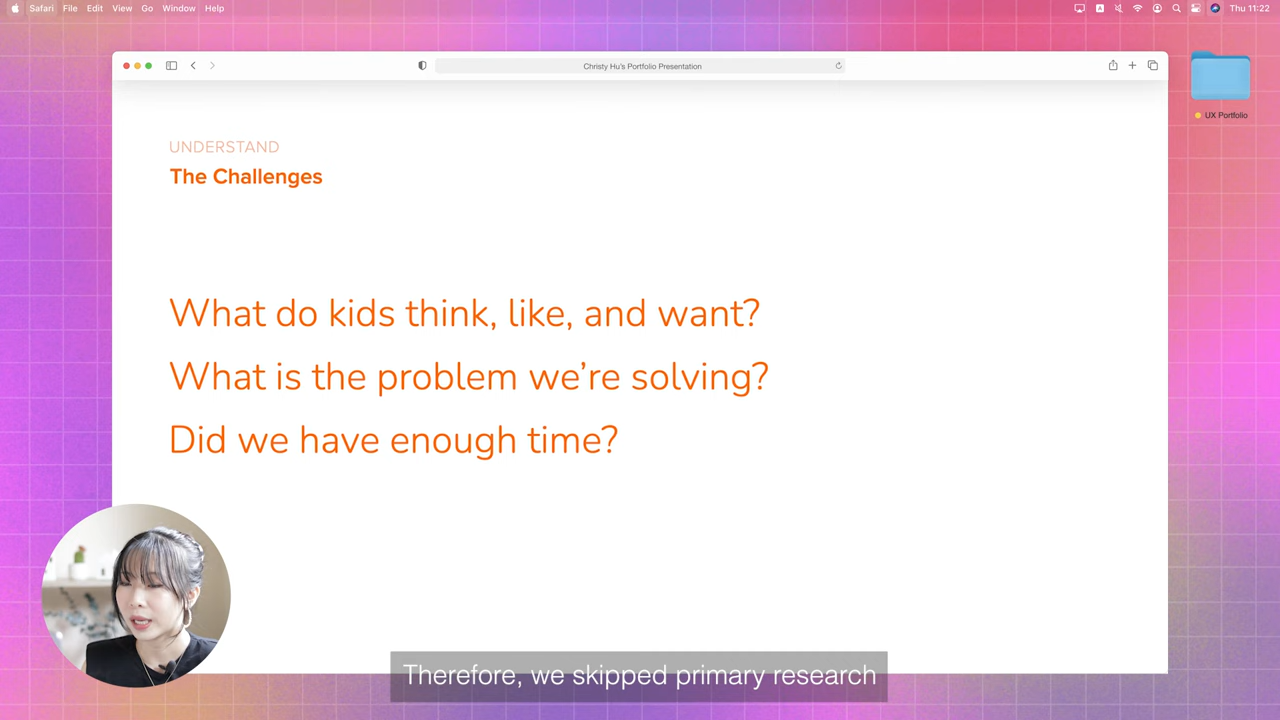 Safari File Edit View Go Window Help
A
Thu 11:22
Christy Hu's Portfolio Presentation
UX Portfolio
UNDERSTAND
The Challenges
What do kids think, like, and want?
What is the problem we’re solving?
Did we have enough time?
Therefore, we skipped primary research